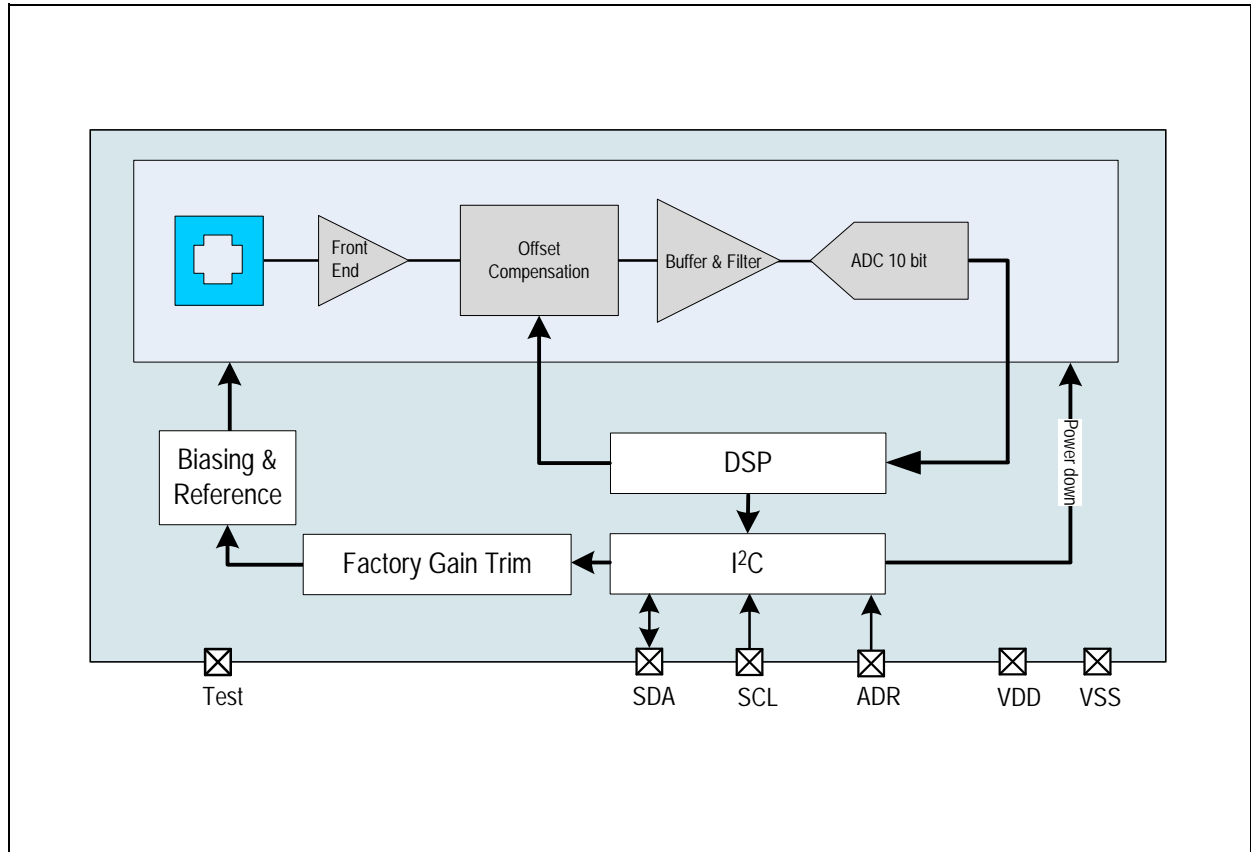 Front
End
Offset
Compensation
Buffer & Filter
ADC 10 bit
Power down
Biasing &
Reference
DSP
Factory Gain Trim
I²C
Test
SDA
SCL
ADR
VDD
VSS